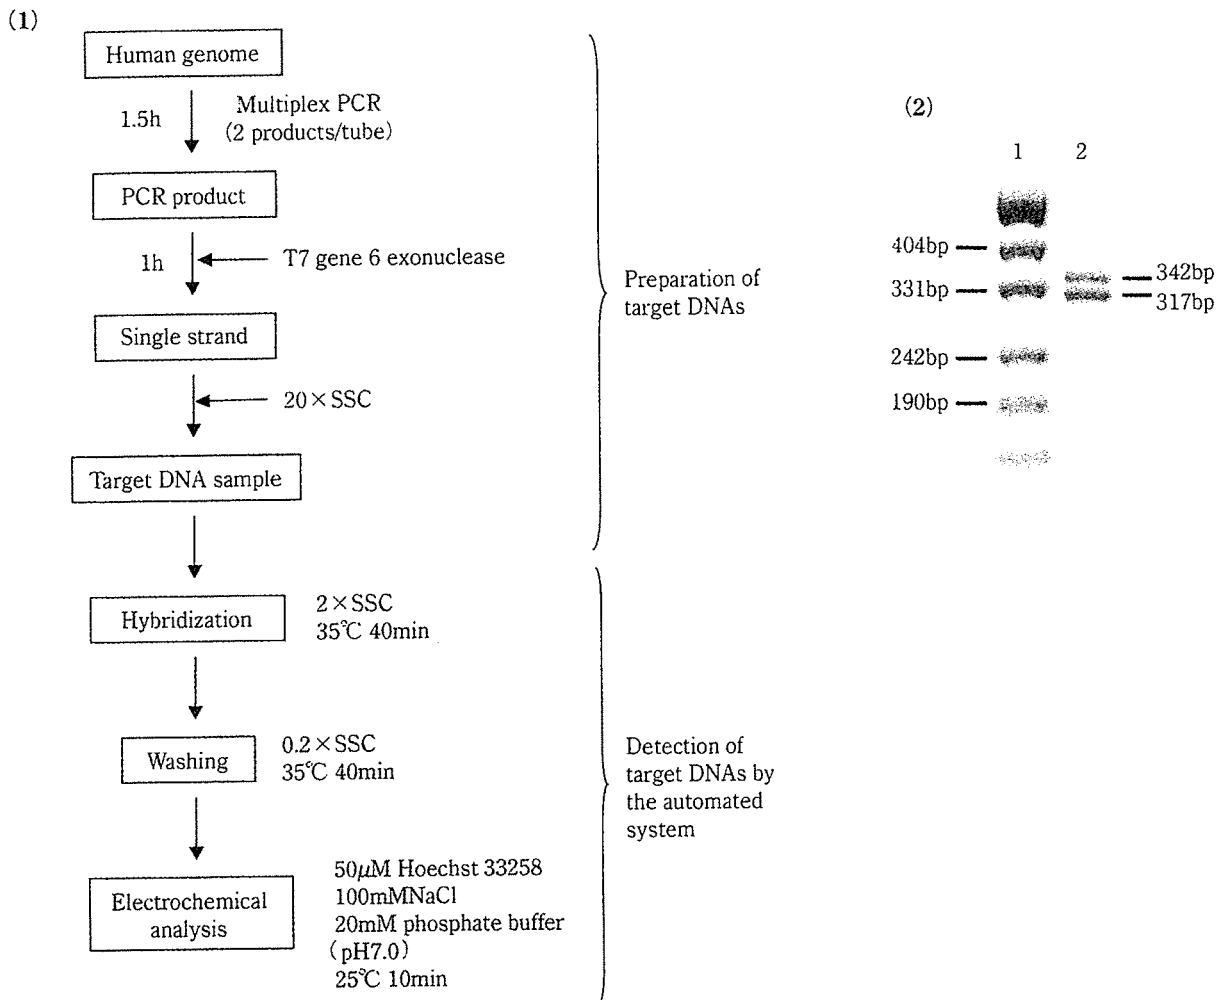 (1)
Human genome
1.5h
Multiplex PCR
(2 products/tube)
PCR product
1h
T7 gene 6 exonuclease
Single strand
20×SSC
Target DNA sample
Preparation of
target DNAs
Hybridization
2×SSC
35℃ 40min
Washing
0.2×SSC
35℃ 40min
Electrochemical
analysis
50μM Hoechst 33258
100mMNaCl
20mM phosphate buffer
(pH7.0)
25℃ 10min
Detection of
target DNAs by
the automated
system
(2)
1 2
404bp
331bp
242bp
190bp
342bp
317bp